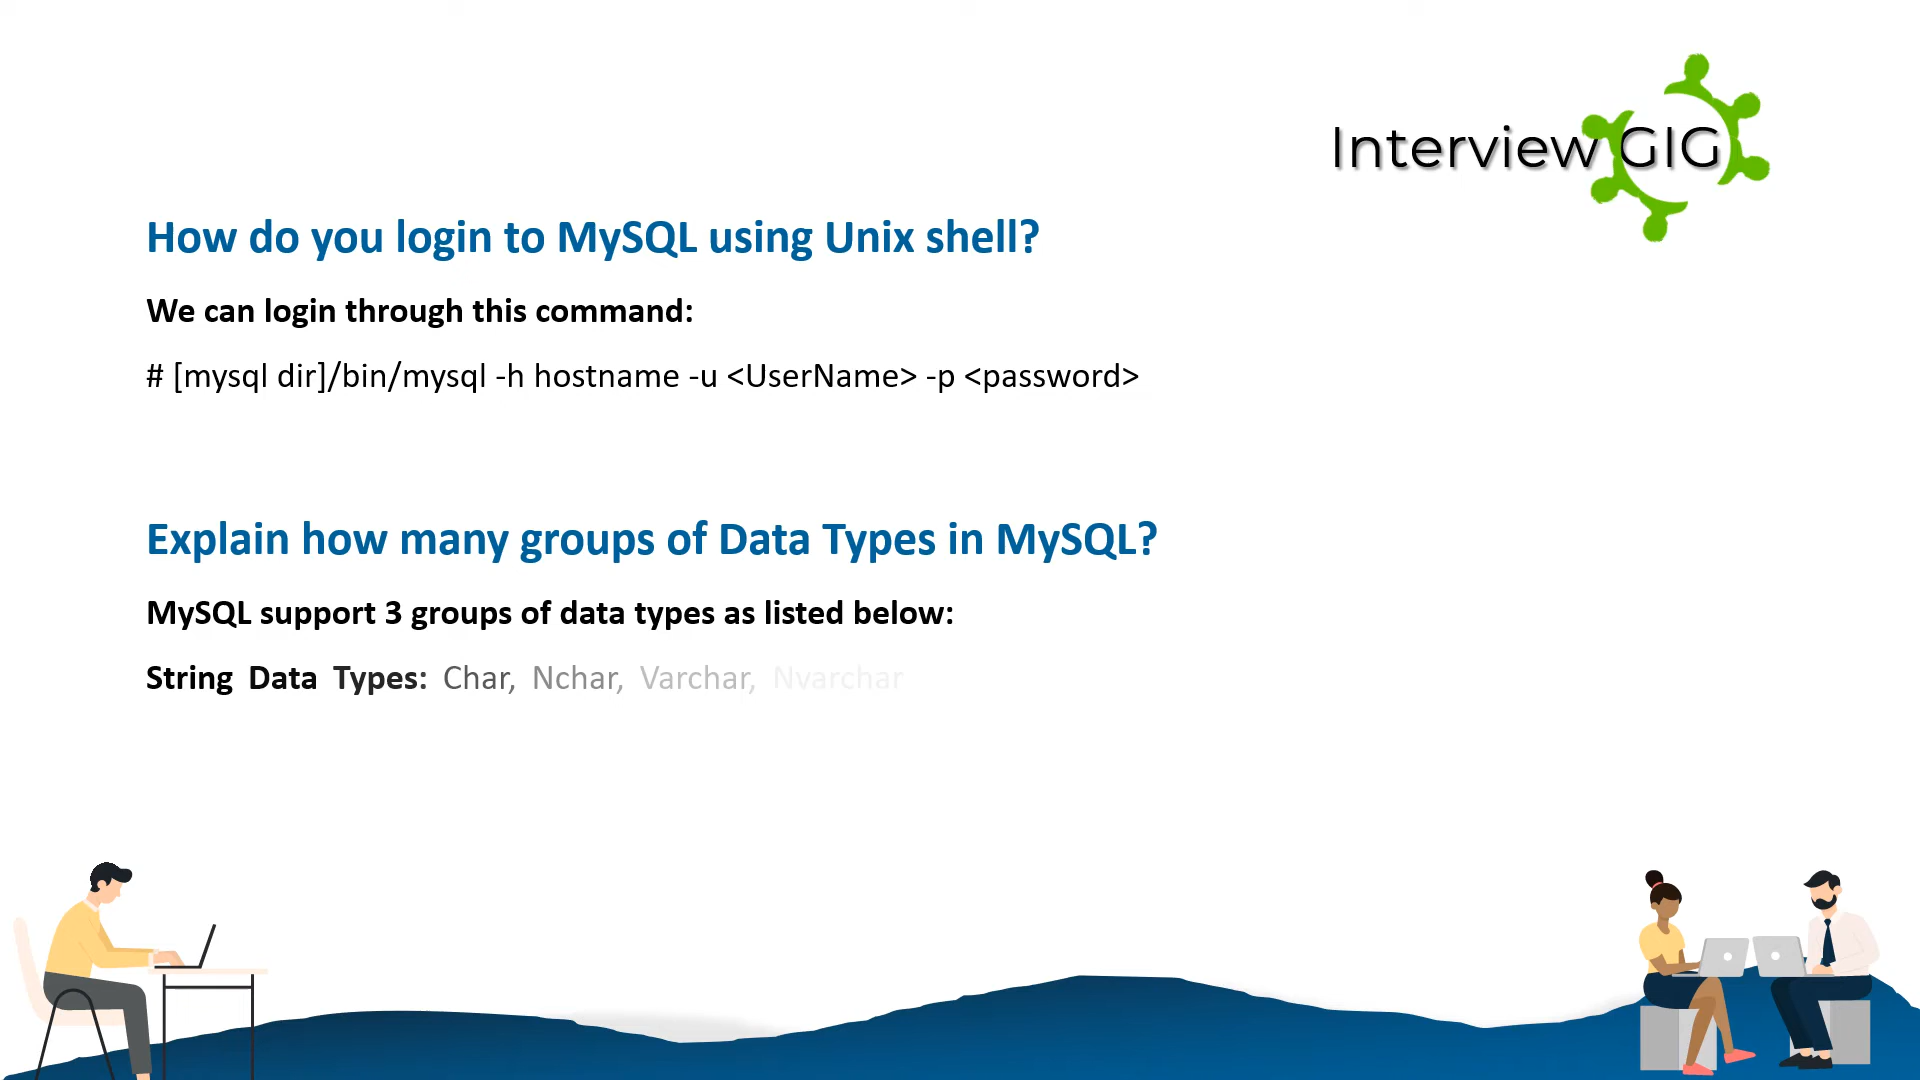 Interview GIG
How do you login to MySQL using Unix shell?
We can login through this command:
# [mysql dir]/bin/mysql -h hostname -u <UserName> -p <password>
Explain how many groups of Data Types in MySQL?
MySQL support 3 groups of data types as listed below:
String Data Types: Char, Nchar, Varchar, Nvarchar